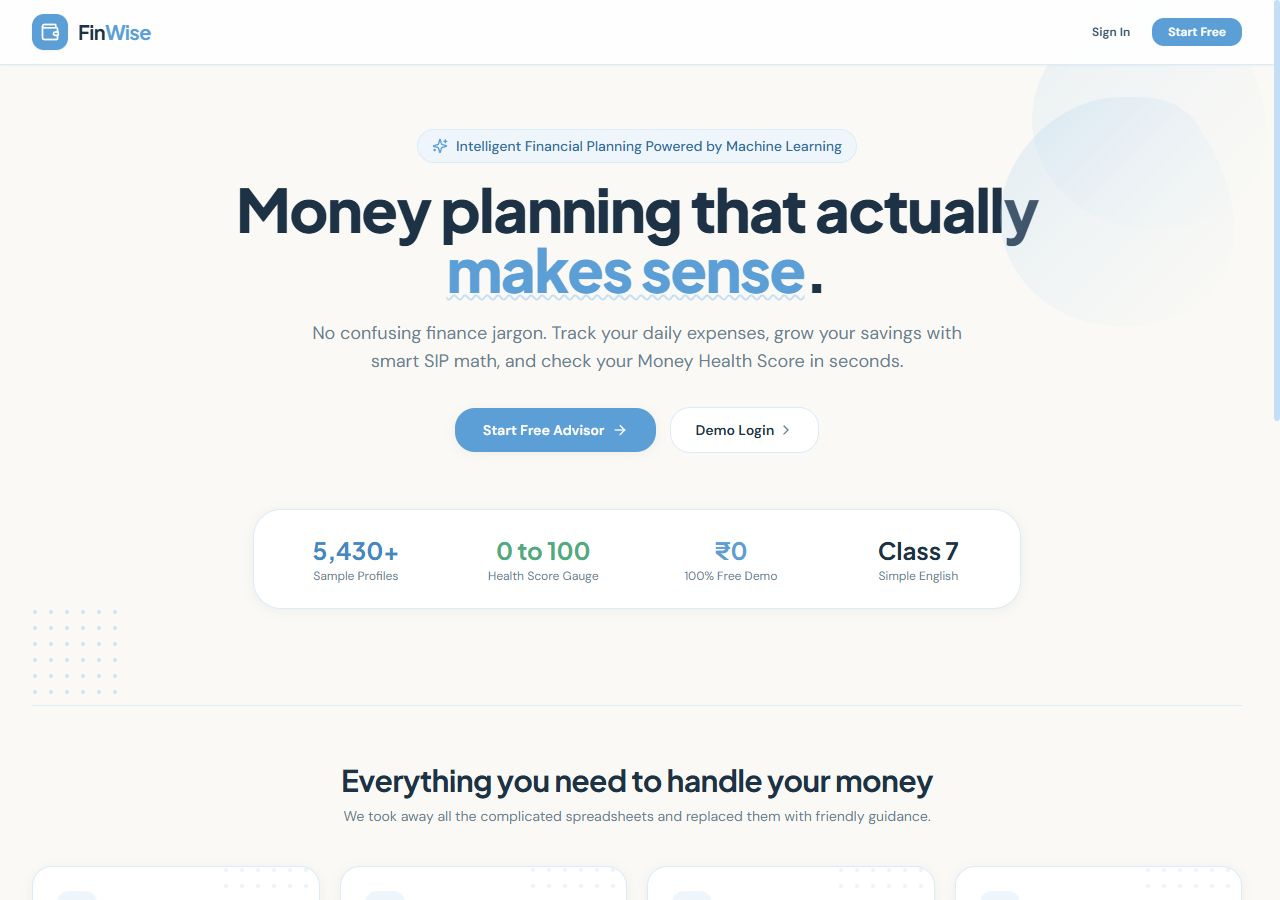 FinWise
Sign In
Start Free
Intelligent Financial Planning Powered by Machine Learning
Money planning that actually
makes sense.
No confusing finance jargon. Track your daily expenses, grow your savings with
smart SIP math, and check your Money Health Score in seconds.
Start Free Advisor
Demo Login
5,430+
Sample Profiles
0 to 100
Health Score Gauge
₹0
100% Free Demo
Class 7
Simple English
Everything you need to handle your money
We took away all the complicated spreadsheets and replaced them with friendly guidance.